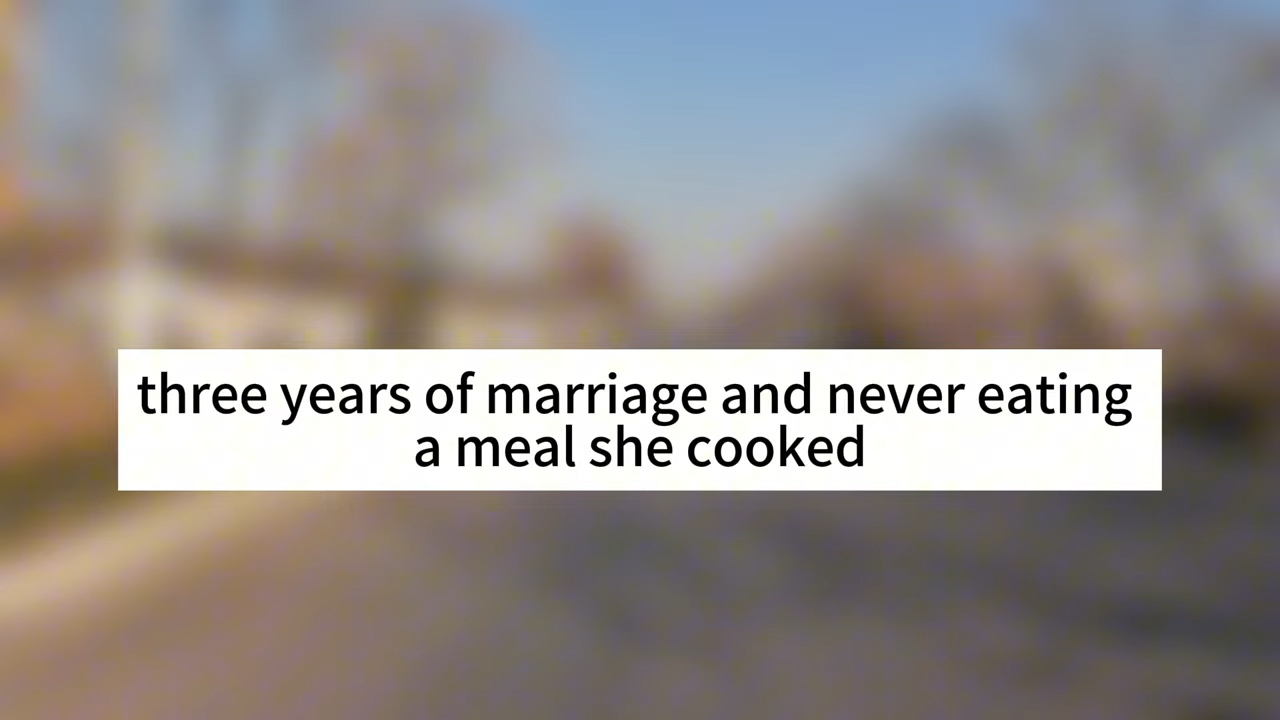 three years of marriage and never eating
a meal she cooked